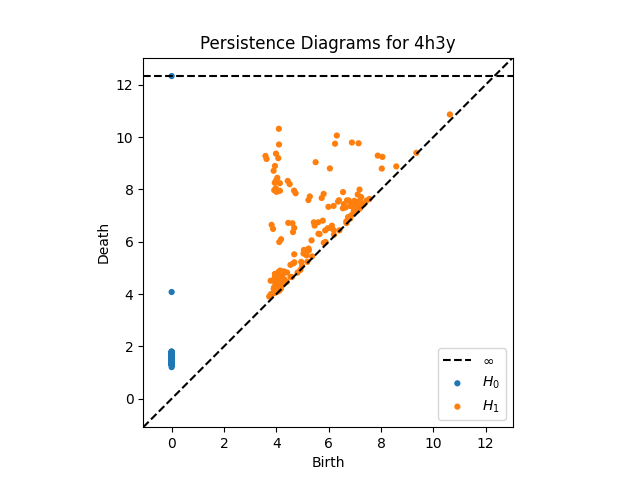 Persistence Diagrams for 4h3y
Death
12
10
8
6
4
2
0
0 2 4 6 8 10 12
Birth
∞
H₀
H₁